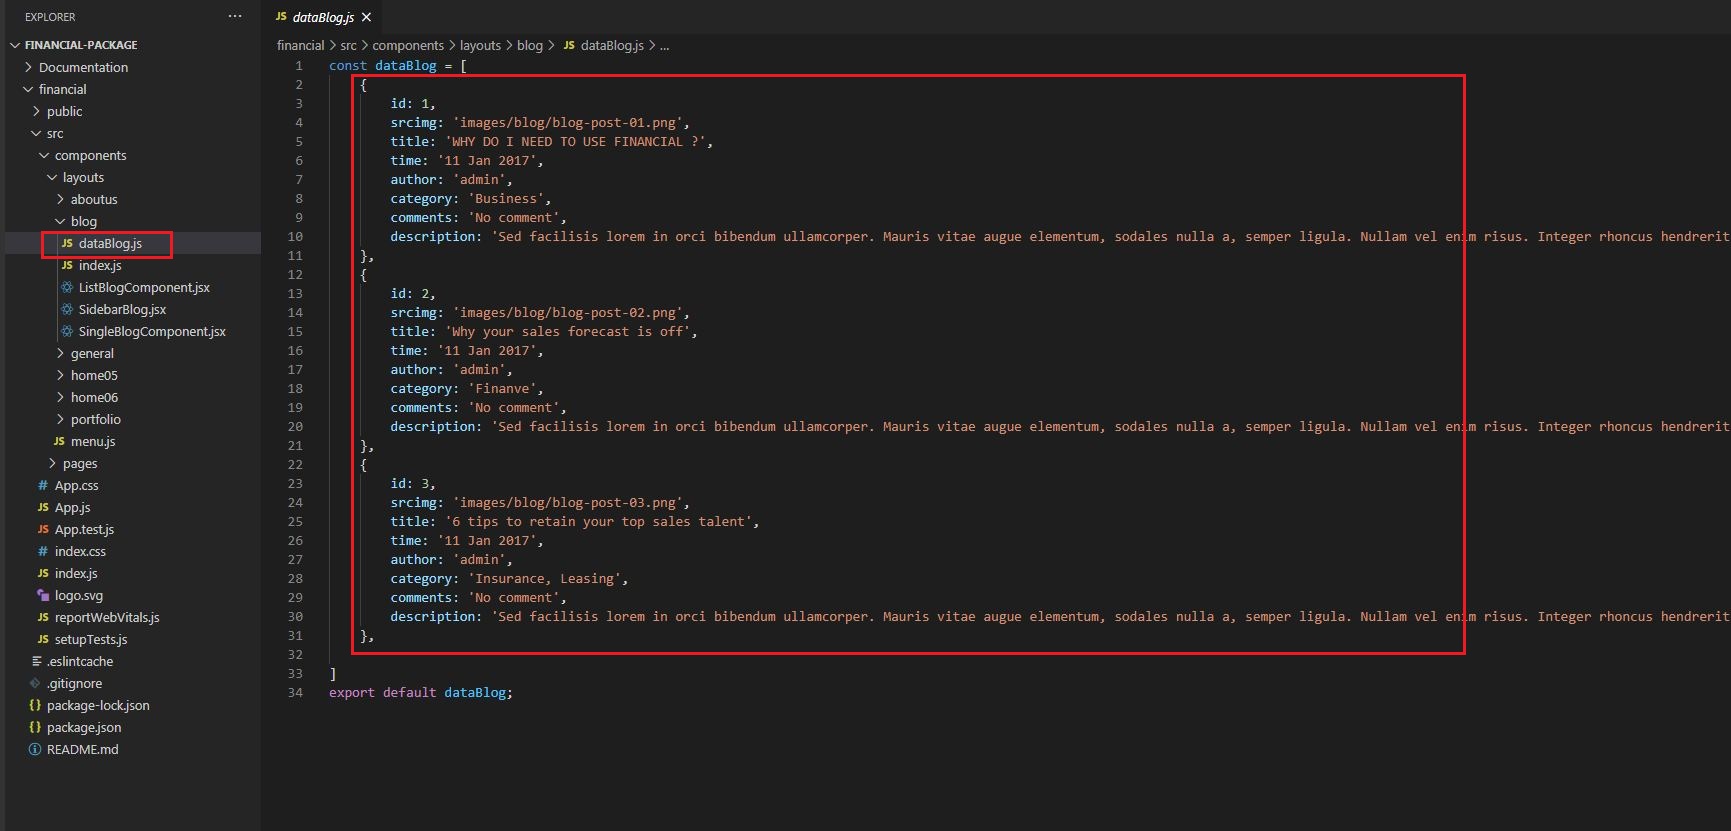 EXPLORER
...
FINANCIAL-PACKAGE
Documentation
financial
public
src
components
layouts
aboutus
blog
JS dataBlog.js
JS index.js
ListBlogComponent.jsx
SidebarBlog.jsx
SingleBlogComponent.jsx
general
home05
home06
portfolio
JS menu.js
pages
# App.css
JS App.js
JS App.test.js
# index.css
JS index.js
logo.svg
JS reportWebVitals.js
JS setupTests.js
.eslintcache
.gitignore
{} package-lock.json
{} package.json
README.md
JS dataBlog.js ×
financial > src > components > layouts > blog > JS dataBlog.js > ...
1 const dataBlog = [
2 {
3 id: 1,
4 srcimg: 'images/blog/blog-post-01.png',
5 title: 'WHY DO I NEED TO USE FINANCIAL ?',
6 time: '11 Jan 2017',
7 author: 'admin',
8 category: 'Business',
9 comments: 'No comment',
10 description: 'Sed facilisis lorem in orci bibendum ullamcorper. Mauris vitae augue elementum, sodales nulla a, semper ligula. Nullam vel enim risus. Integer rhoncus hendrerit
11 },
12 {
13 id: 2,
14 srcimg: 'images/blog/blog-post-02.png',
15 title: 'Why your sales forecast is off',
16 time: '11 Jan 2017',
17 author: 'admin',
18 category: 'Finanve',
19 comments: 'No comment',
20 description: 'Sed facilisis lorem in orci bibendum ullamcorper. Mauris vitae augue elementum, sodales nulla a, semper ligula. Nullam vel enim risus. Integer rhoncus hendrerit
21 },
22 {
23 id: 3,
24 srcimg: 'images/blog/blog-post-03.png',
25 title: '6 tips to retain your top sales talent',
26 time: '11 Jan 2017',
27 author: 'admin',
28 category: 'Insurance, Leasing',
29 comments: 'No comment',
30 description: 'Sed facilisis lorem in orci bibendum ullamcorper. Mauris vitae augue elementum, sodales nulla a, semper ligula. Nullam vel enim risus. Integer rhoncus hendrerit
31 },
32
33 ]
34 export default dataBlog;